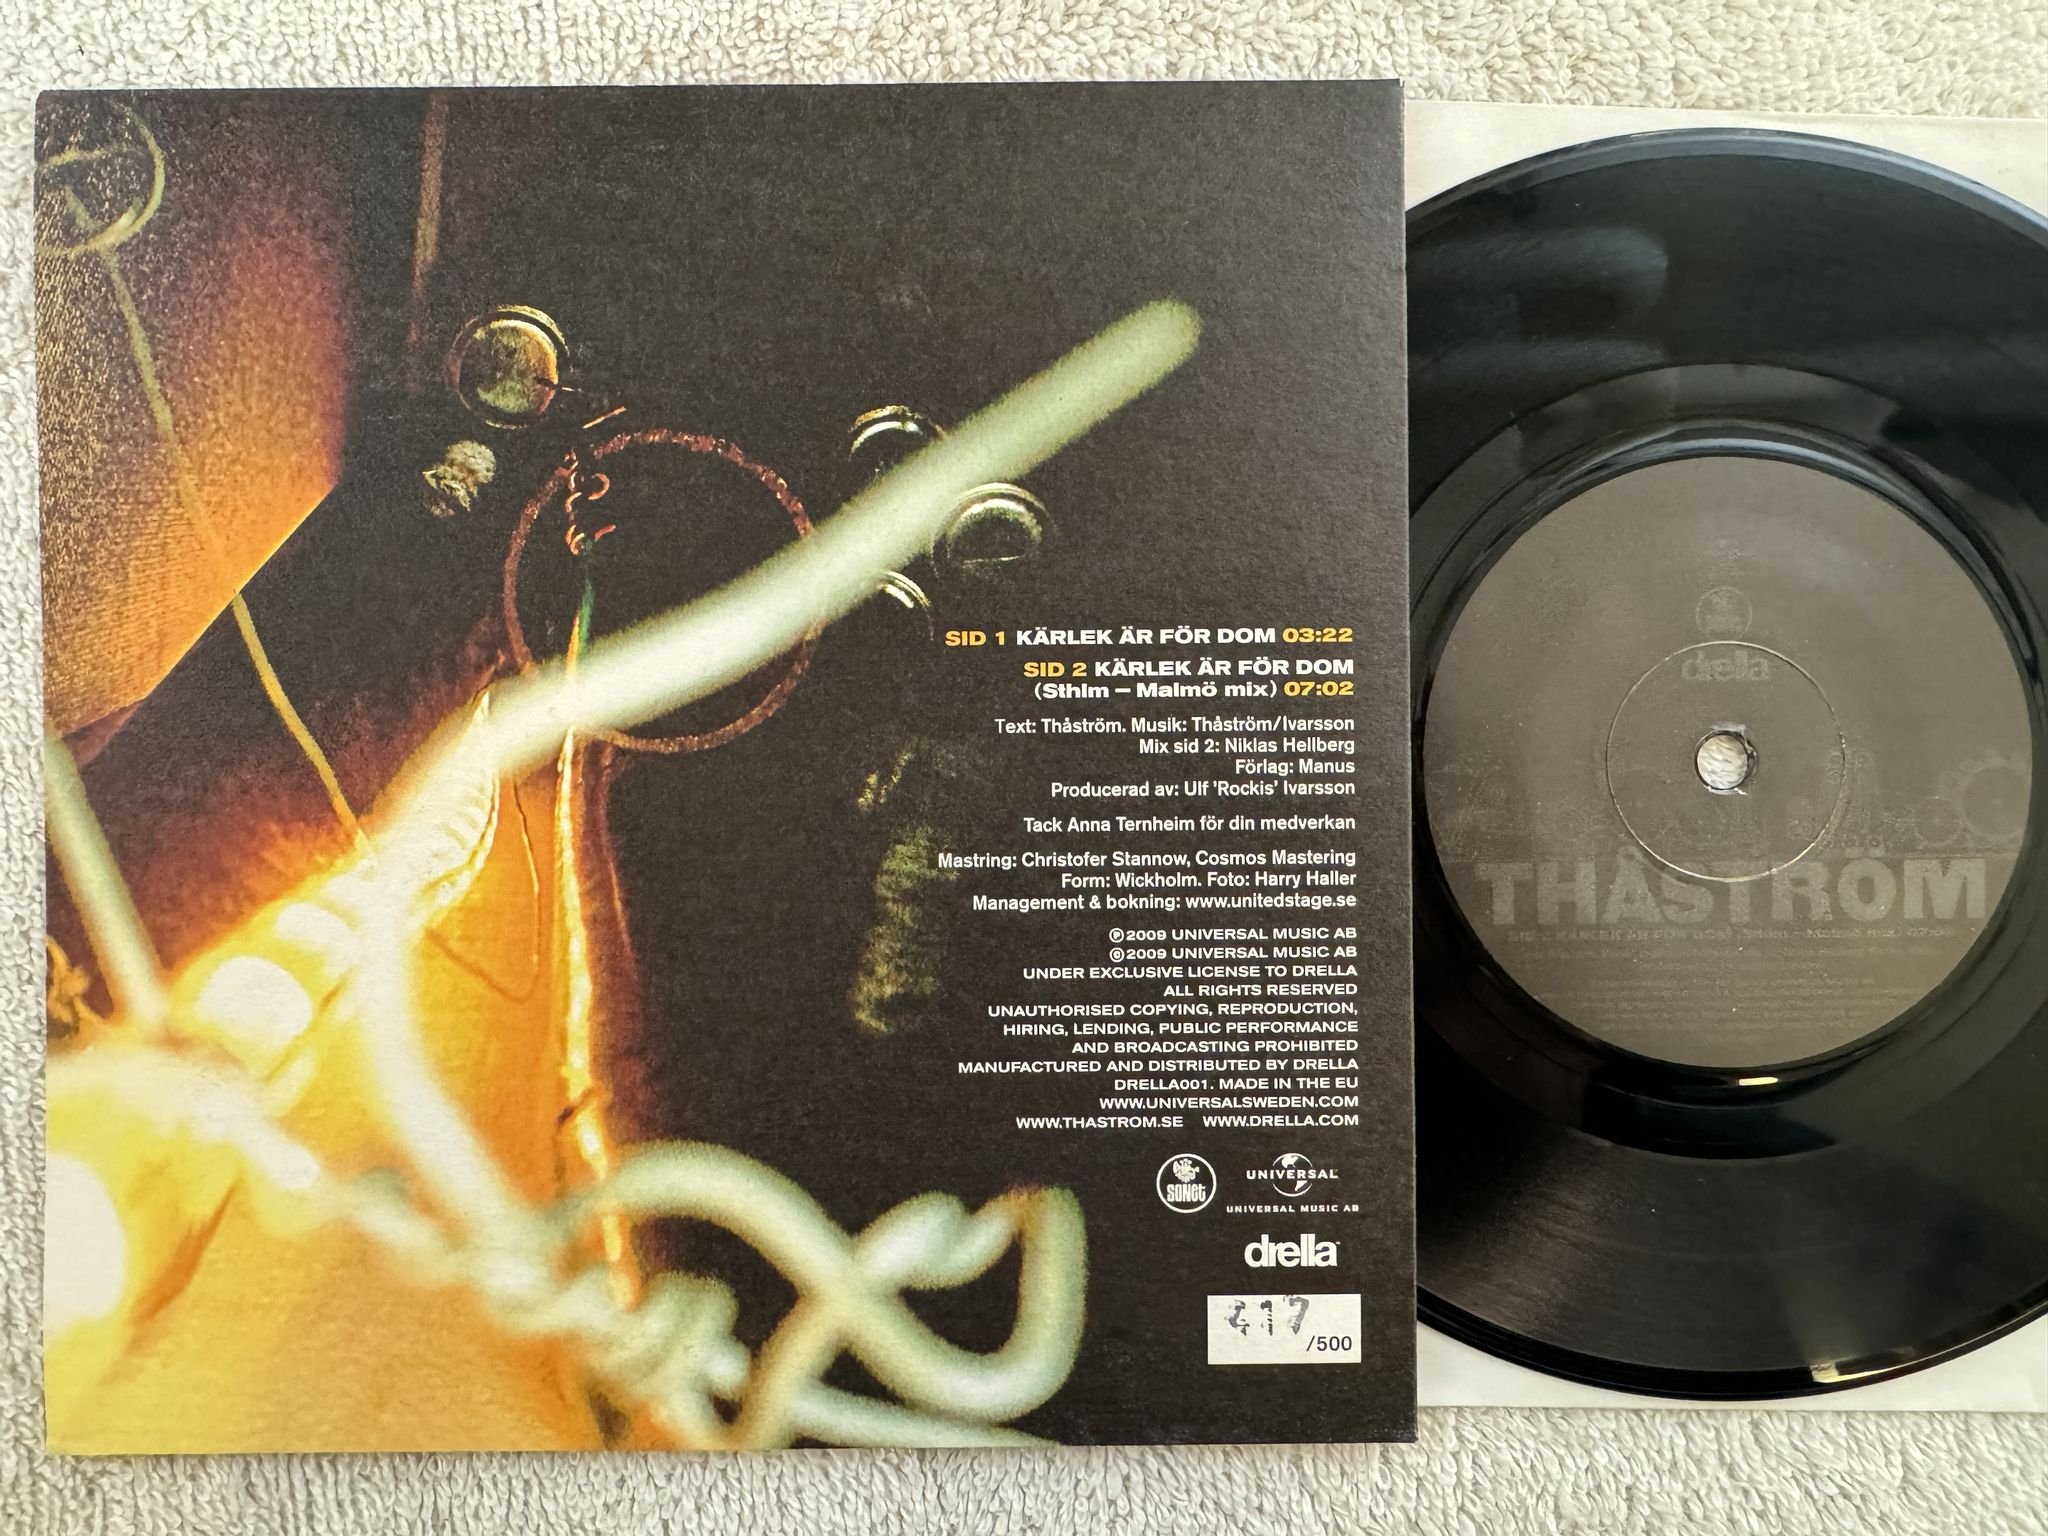 SID 1 KÄRLEK ÄR FÖR DOM 03:22
SID 2 KÄRLEK ÄR FÖR DOM
(Sthlm – Malmö mix) 07:02
Text: Thåström. Musik: Thåström/Ivarsson
Mix sid 2: Niklas Hellberg
Förlag: Manus
Producerad av: Ulf 'Rockis' Ivarsson
Tack Anna Ternheim för din medverkan
Mastring: Christofer Stannow, Cosmos Mastering
Form: Wickholm. Foto: Harry Haller
Management & bokning: www.unitedstage.se
℗ 2009 UNIVERSAL MUSIC AB
© 2009 UNIVERSAL MUSIC AB
UNDER EXCLUSIVE LICENSE TO DRELLA
ALL RIGHTS RESERVED
UNAUTHORISED COPYING, REPRODUCTION,
HIRING, LENDING, PUBLIC PERFORMANCE
AND BROADCASTING PROHIBITED
MANUFACTURED AND DISTRIBUTED BY DRELLA
DRELLA001. MADE IN THE EU
WWW.UNIVERSALSWEDEN.COM
WWW.THASTROM.SE WWW.DRELLA.COM
SONET
UNIVERSAL
UNIVERSAL MUSIC AB
drella
417
/500
drella
THÅSTRÖM